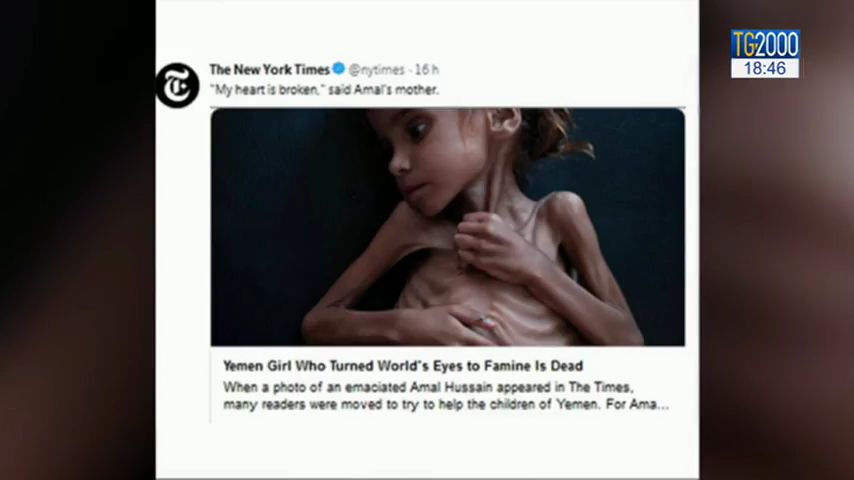 TG2000
18:46
The New York Times @nytimes · 16 h
"My heart is broken," said Amal's mother.
Yemen Girl Who Turned World's Eyes to Famine Is Dead
When a photo of an emaciated Amal Hussain appeared in The Times,
many readers were moved to try to help the children of Yemen. For Ama...